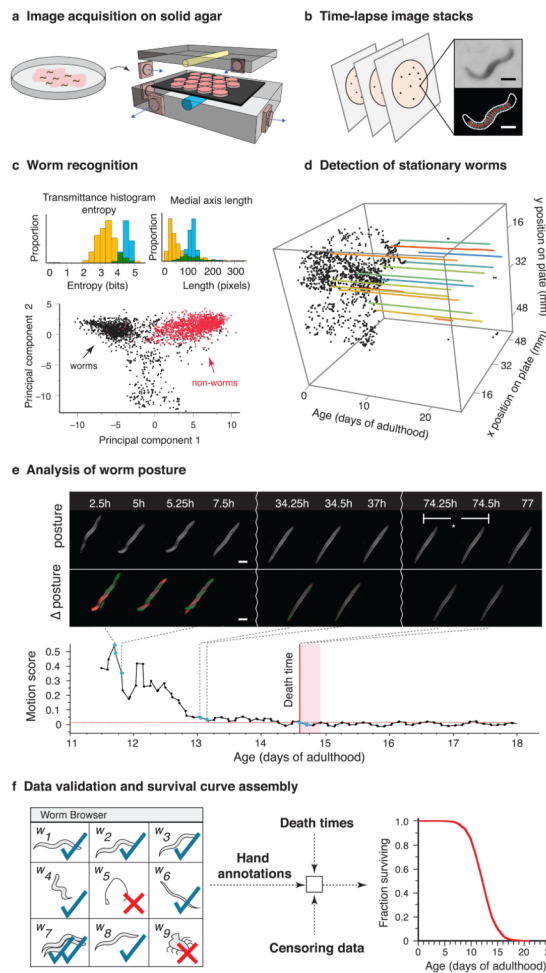 a Image acquisition on solid agar
b Time-lapse image stacks
c Worm recognition
Transmittance histogram
entropy
Medial axis length
Proportion
0 1 2 3 4 5
Entropy (bits)
Proportion
0 100 200 300
Length (pixels)
Principal component 2
5
0
−5
−10
−10 −5 0 5 10
worms
non-worms
Principal component 1
d Detection of stationary worms
y position on plate (mm)
16
32
48
x position on plate (mm)
48
32
16
0
10
20
Age (days of adulthood)
e Analysis of worm posture
2.5h 5h 5.25h 7.5h 34.25h 34.5h 37h 74.25h 74.5h 77
posture
*
Δ posture
Motion score
0.5
0.4
0.3
0.2
0.1
0
Death time
11 12 13 14 15 16 17 18
Age (days of adulthood)
f Data validation and survival curve assembly
Worm Browser
w1 w2 w3
w4 w5 w6
w7 w8 w9
Death times
Hand
annotations
Censoring data
Fraction surviving
1.0
0.8
0.6
0.4
0.2
0
0 5 10 15 20
Age (days of adulthood)